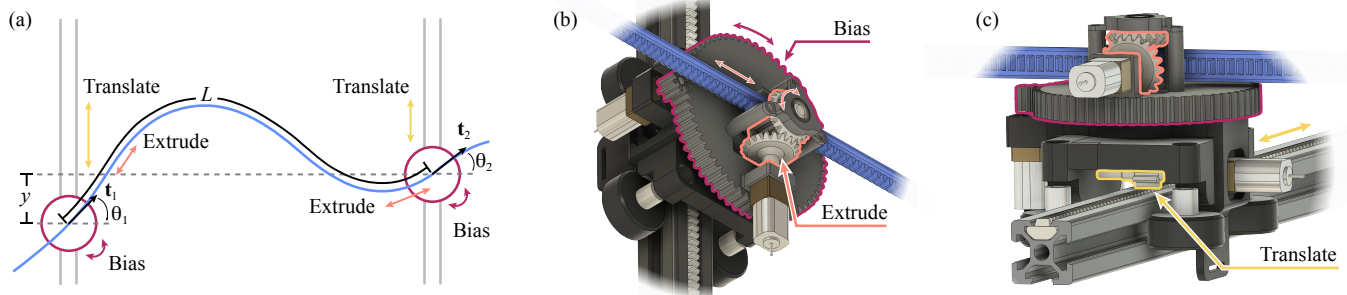 (a)
Translate
L
Translate
Extrude
t₂
θ₂
y
t₁
θ₁
Extrude
Bias
Bias
(b)
Bias
Extrude
(c)
Translate